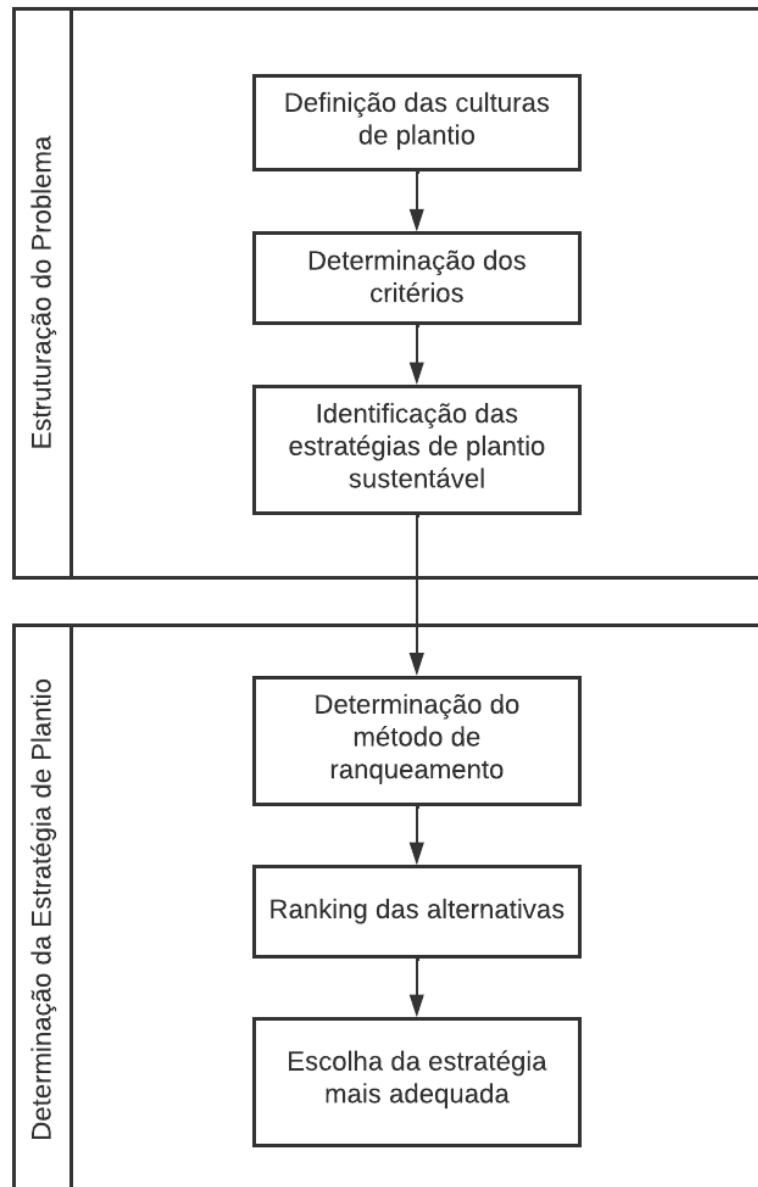 Estruturação do Problema
Definição das culturas
de plantio
Determinação dos
critérios
Identificação das
estratégias de plantio
sustentável
Determinação da Estratégia de Plantio
Determinação do
método de
ranqueamento
Ranking das alternativas
Escolha da estratégia
mais adequada